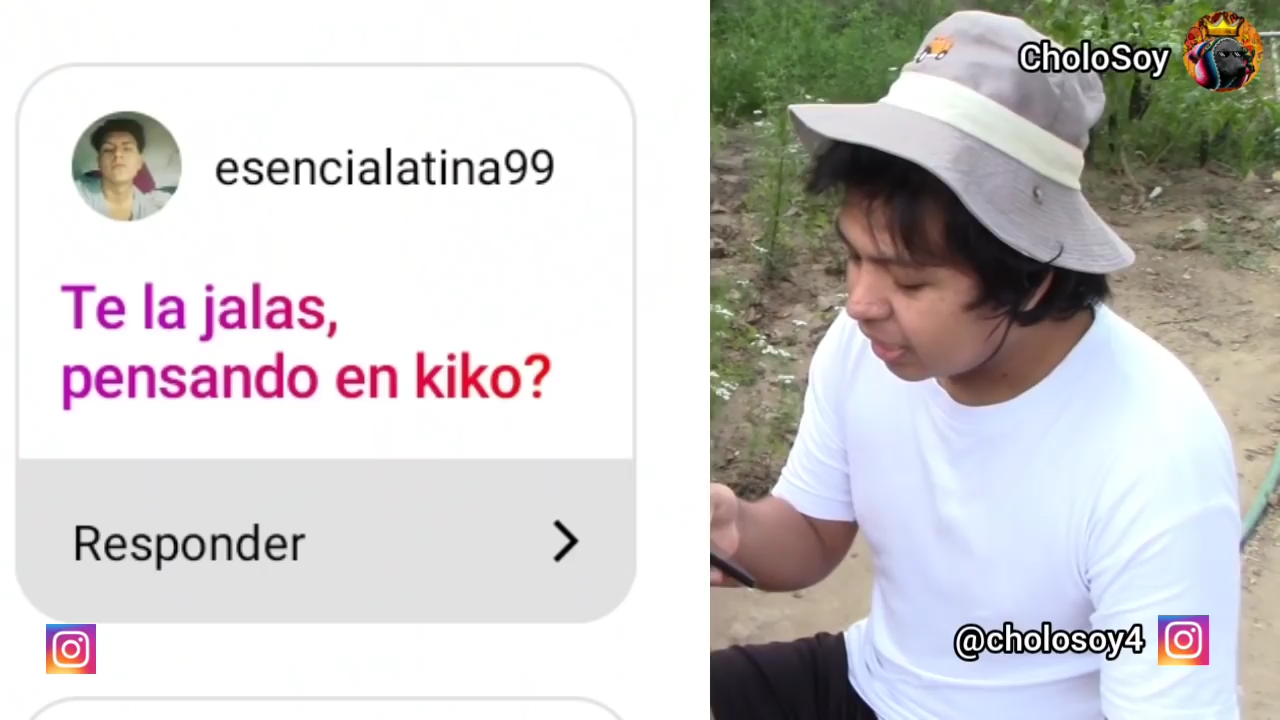 esencialatina99
Te la jalas,
pensando en kiko?
Responder
CholoSoy
@cholosoy4